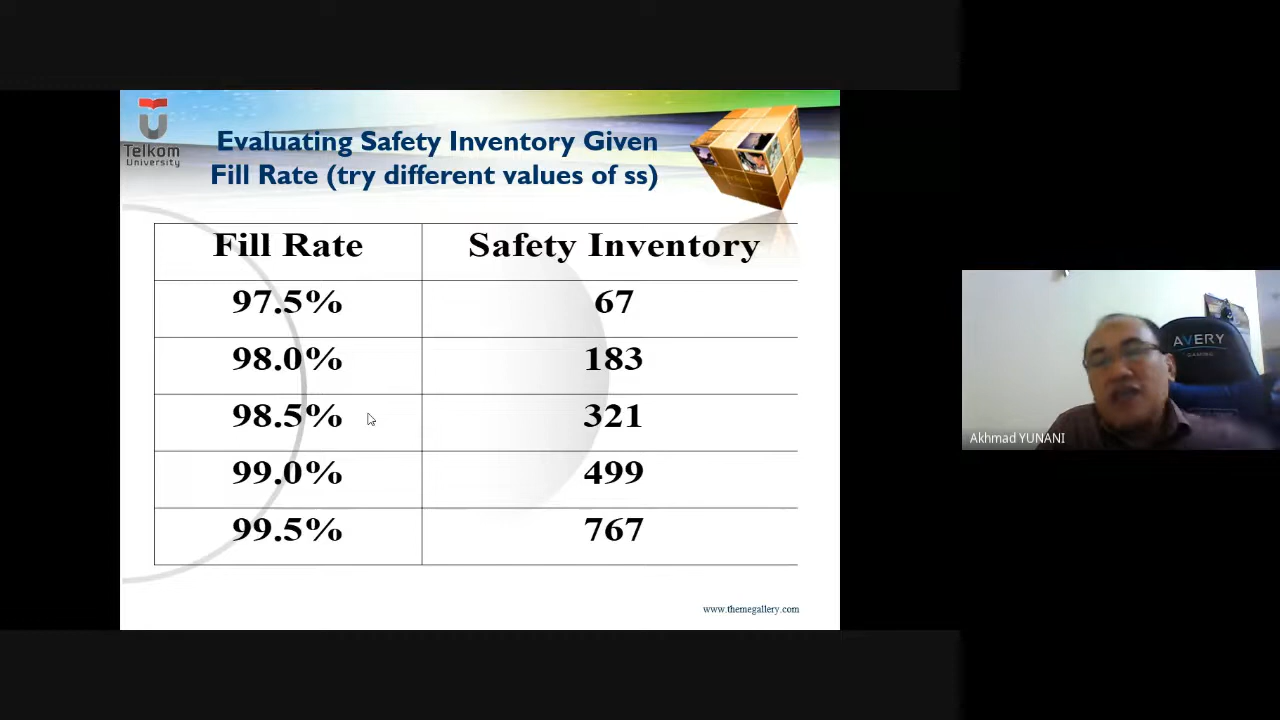 Telkom
University
Evaluating Safety Inventory Given
Fill Rate (try different values of ss)
Fill Rate Safety Inventory
97.5% 67
98.0% 183
98.5% 321
99.0% 499
99.5% 767
www.themegallery.com
AVERY
GAMING
Akhmad YUNANI